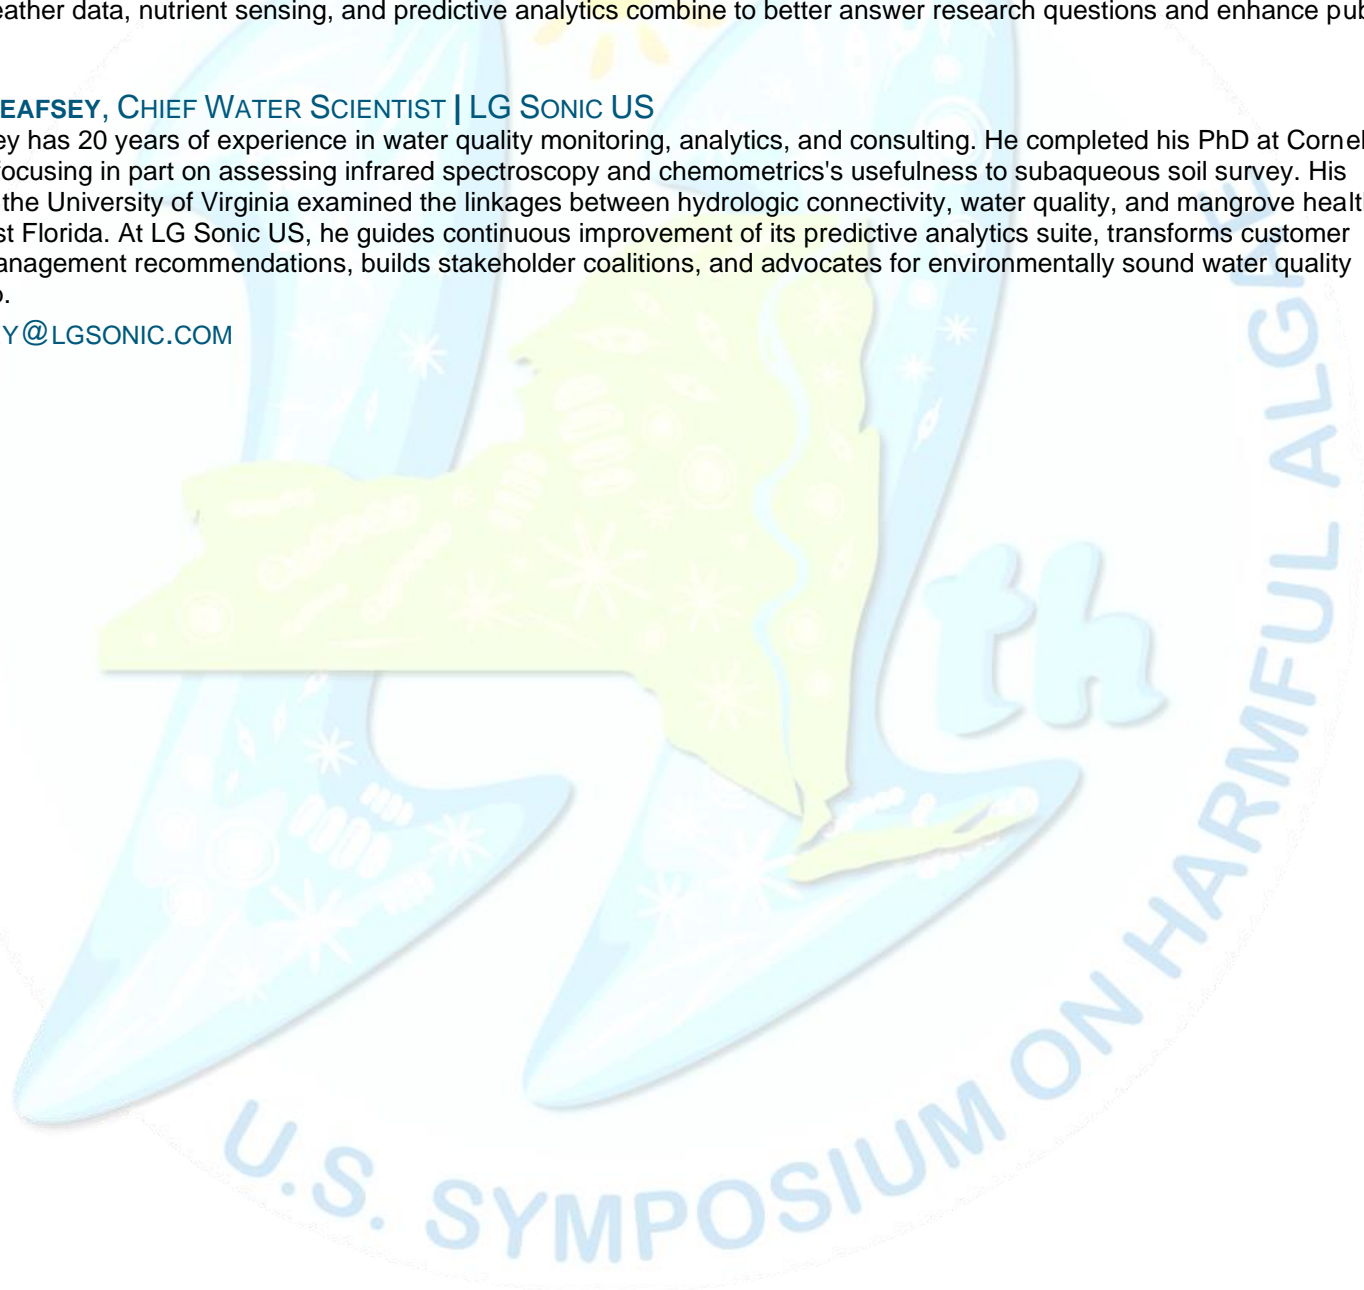 eather data, nutrient sensing, and predictive analytics combine to better answer research questions and enhance pub
EAFSEY, CHIEF WATER SCIENTIST | LG SONIC US
ey has 20 years of experience in water quality monitoring, analytics, and consulting. He completed his PhD at Cornel
focusing in part on assessing infrared spectroscopy and chemometrics's usefulness to subaqueous soil survey. His
the University of Virginia examined the linkages between hydrologic connectivity, water quality, and mangrove healt
st Florida. At LG Sonic US, he guides continuous improvement of its predictive analytics suite, transforms customer
anagement recommendations, builds stakeholder coalitions, and advocates for environmentally sound water quality
Y@LGSONIC.COM
th
U.S. SYMPOSIUM ON HARMFUL ALGAE